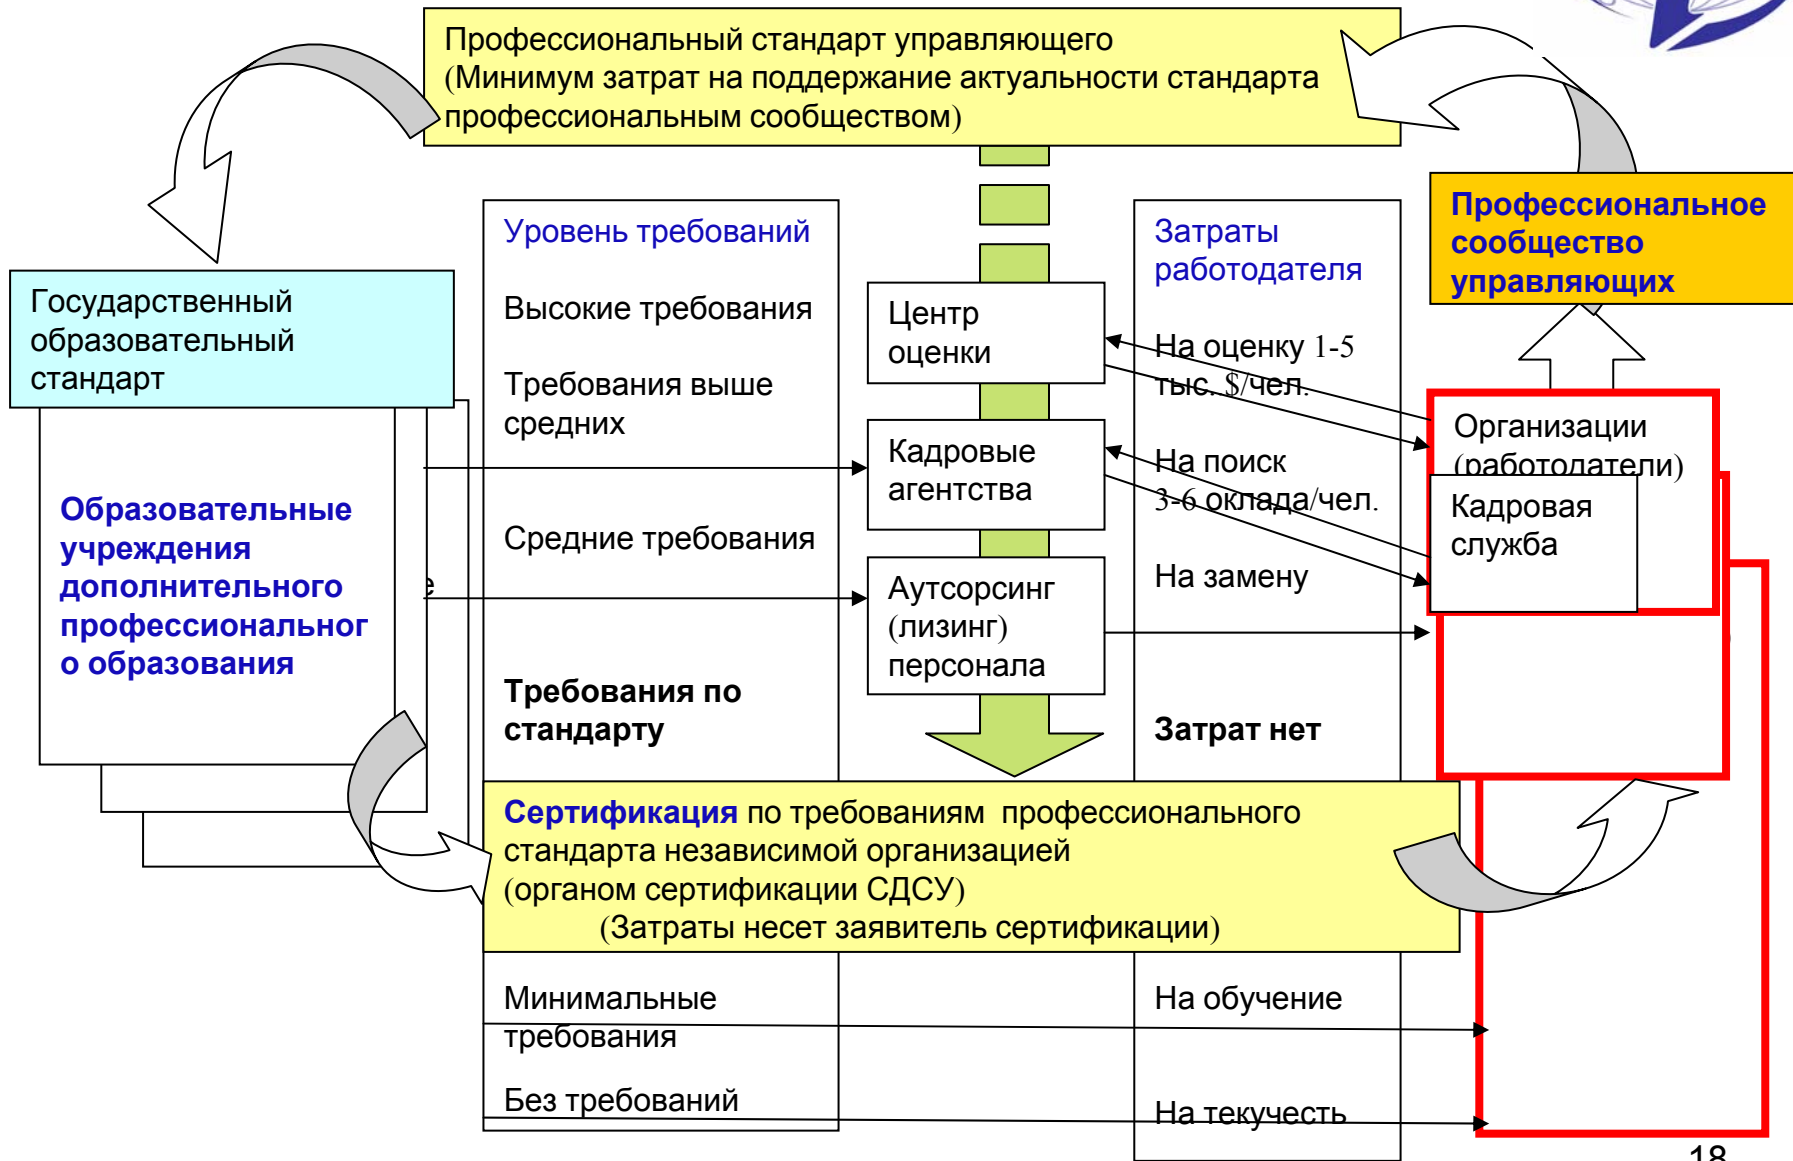 Профессиональный стандарт управляющего
(Минимум затрат на поддержание актуальности стандарта
профессиональным сообществом)
Государственный
образовательный
стандарт
Образовательные
учреждения
дополнительного
профессиональног
о образования
е
Уровень требований
Высокие требования
Требования выше
средних
Средние требования
Требования по
стандарту
Центр
оценки
Кадровые
агентства
Аутсорсинг
(лизинг)
персонала
Затраты
работодателя
На оценку 1-5
тыс. $/чел.
На поиск
3-6 оклада/чел.
На замену
Затрат нет
Профессиональное
сообщество
управляющих
Организации
(работодатели)
Кадровая
служба
Сертификация по требованиям профессионального
стандарта независимой организацией
(органом сертификации СДСУ)
(Затраты несет заявитель сертификации)
Минимальные
требования
Без требований
На обучение
На текучесть
18